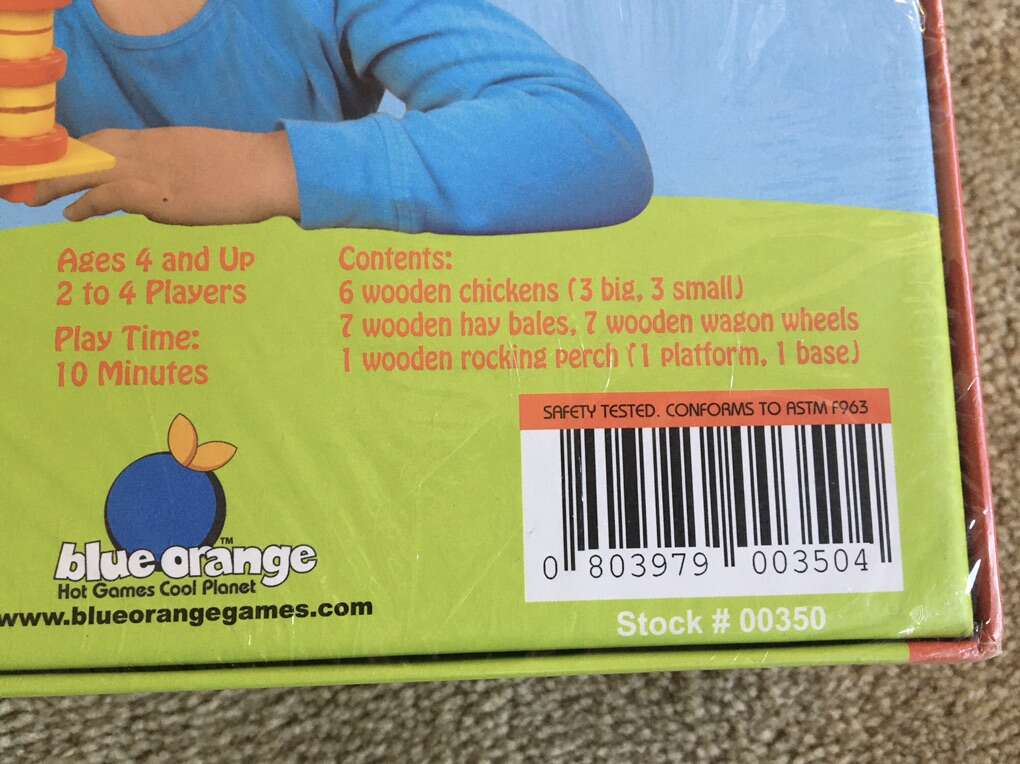 Ages 4 and Up
2 to 4 Players
Play Time:
10 Minutes
Contents:
6 wooden chickens (3 big, 3 small)
7 wooden hay bales, 7 wooden wagon wheels
1 wooden rocking perch (1 platform, 1 base)
SAFETY TESTED. CONFORMS TO ASTM F963
0 803979 003504
Stock # 00350
blue orange™
Hot Games Cool Planet
www.blueorangegames.com